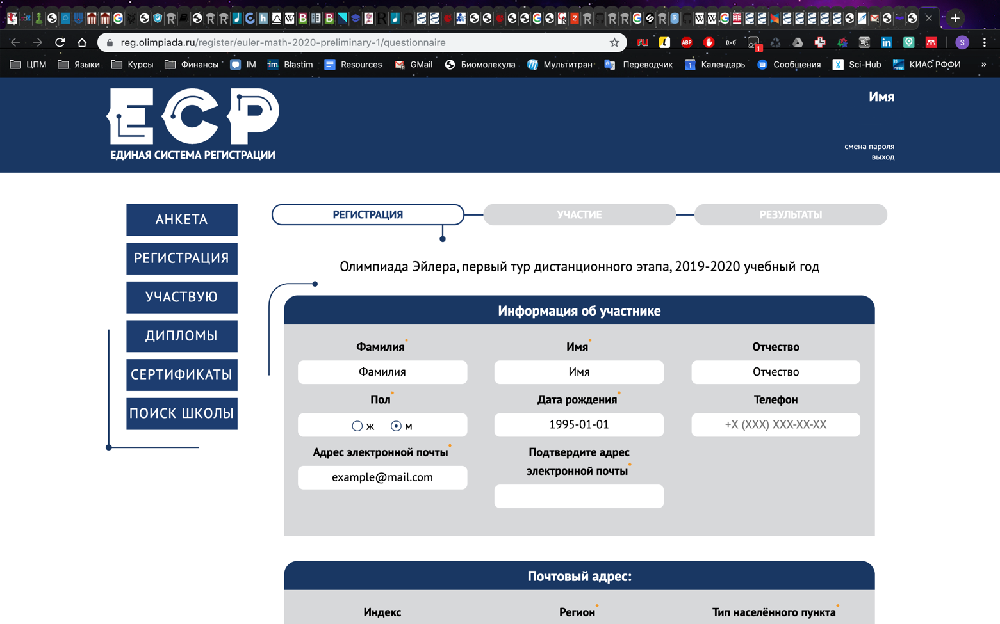 reg.olimpiada.ru/register/euler-math-2020-preliminary-1/questionnaire
ЦПМ Языки Курсы Финансы IM Blastim Resources GMail Биомолекула Мультитран Переводчик Календарь Сообщения Sci-Hub КИАС РФФИ »
ЕСР
ЕДИНАЯ СИСТЕМА РЕГИСТРАЦИИ
Имя
смена пароля
выход
АНКЕТА
РЕГИСТРАЦИЯ
УЧАСТВУЮ
ДИПЛОМЫ
СЕРТИФИКАТЫ
ПОИСК ШКОЛЫ
РЕГИСТРАЦИЯ УЧАСТИЕ РЕЗУЛЬТАТЫ
Олимпиада Эйлера, первый тур дистанционного этапа, 2019-2020 учебный год
Информация об участнике
Фамилия Имя Отчество
Фамилия Имя Отчество
Пол Дата рождения Телефон
ж м 1995-01-01 +X (XXX) XXX-XX-XX
Адрес электронной почты Подтвердите адрес
электронной почты
example@mail.com
Почтовый адрес:
Индекс Регион Тип населённого пункта